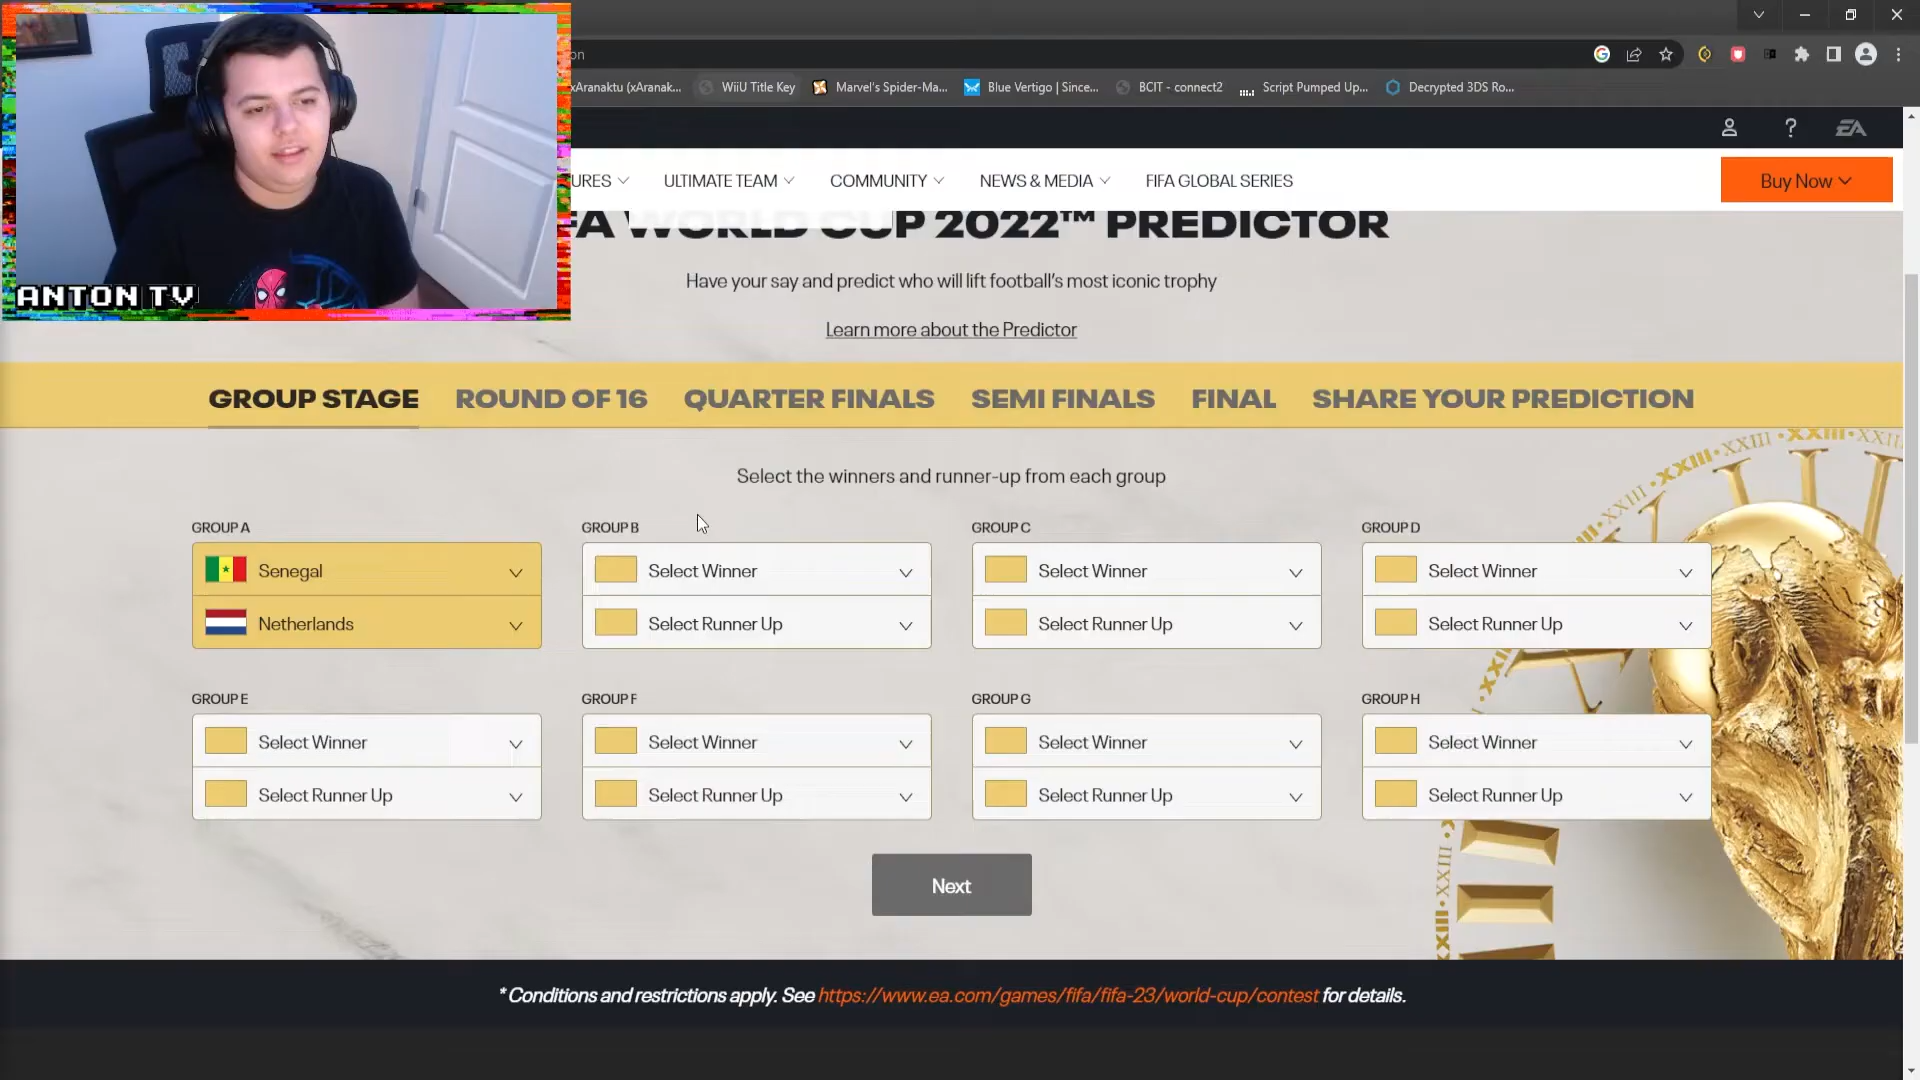 on
xAranaktu (xAranak...
WiiU Title Key
Marvel's Spider-Ma...
Blue Vertigo | Since...
BCIT - connect2
Script Pumped Up...
Decrypted 3DS Ro...
EA
URES
ULTIMATE TEAM
COMMUNITY
NEWS & MEDIA
FIFA GLOBAL SERIES
Buy Now
ANTON TV
FA WORLD CUP 2022™ PREDICTOR
Have your say and predict who will lift football's most iconic trophy
Learn more about the Predictor
GROUP STAGE
ROUND OF 16
QUARTER FINALS
SEMI FINALS
FINAL
SHARE YOUR PREDICTION
Select the winners and runner-up from each group
GROUP A
Senegal
Netherlands
GROUP B
Select Winner
Select Runner Up
GROUP C
Select Winner
Select Runner Up
GROUP D
Select Winner
Select Runner Up
GROUP E
Select Winner
Select Runner Up
GROUP F
Select Winner
Select Runner Up
GROUP G
Select Winner
Select Runner Up
GROUP H
Select Winner
Select Runner Up
Next
* Conditions and restrictions apply. See https://www.ea.com/games/fifa/fifa-23/world-cup/contest for details.